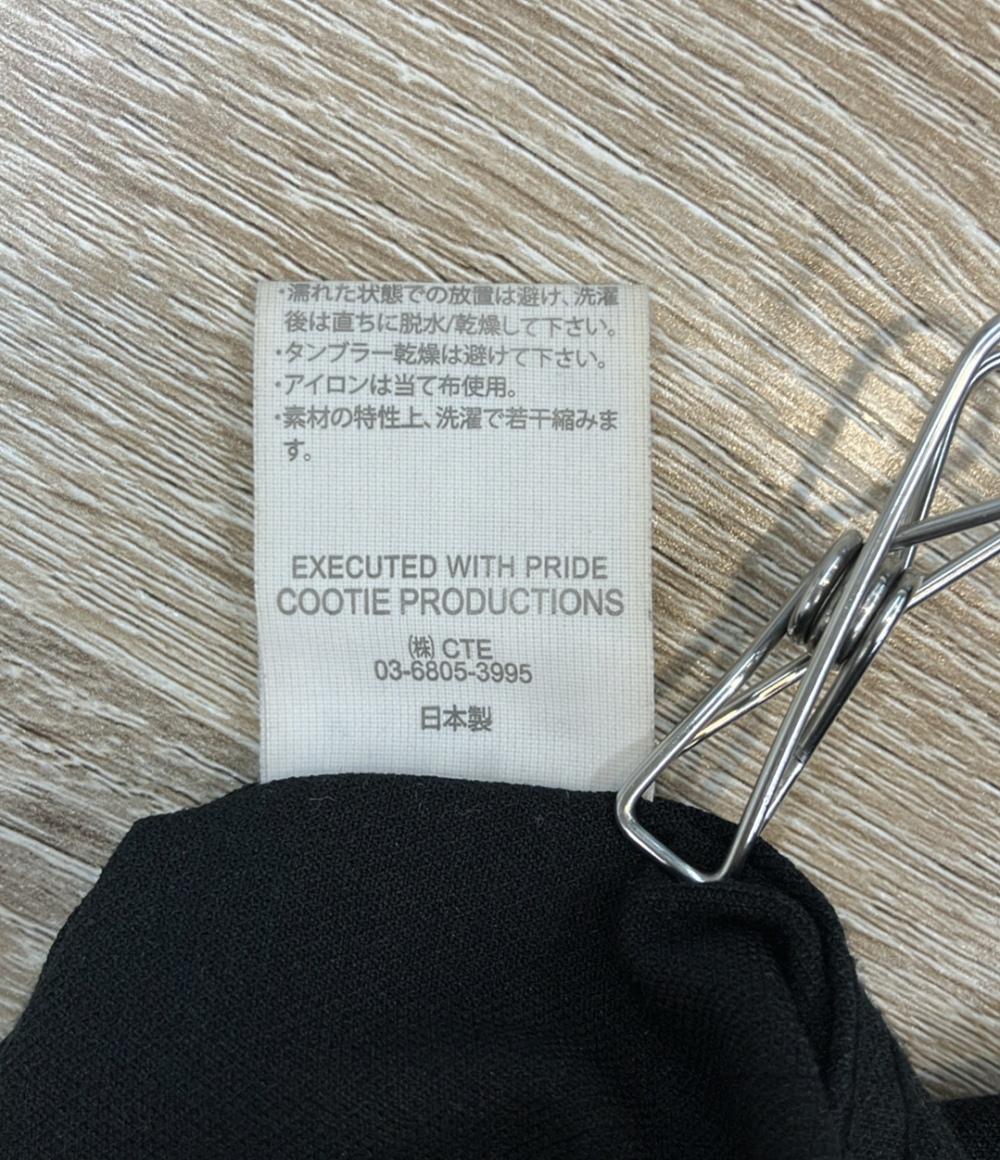 ・濡れた状態での放置は避け、洗濯
後は直ちに脱水/乾燥して下さい。
・タンブラー乾燥は避けて下さい。
・アイロンは当て布使用。
・素材の特性上、洗濯で若干縮みま
す。
EXECUTED WITH PRIDE
COOTIE PRODUCTIONS
㈱ CTE
03-6805-3995
日本製